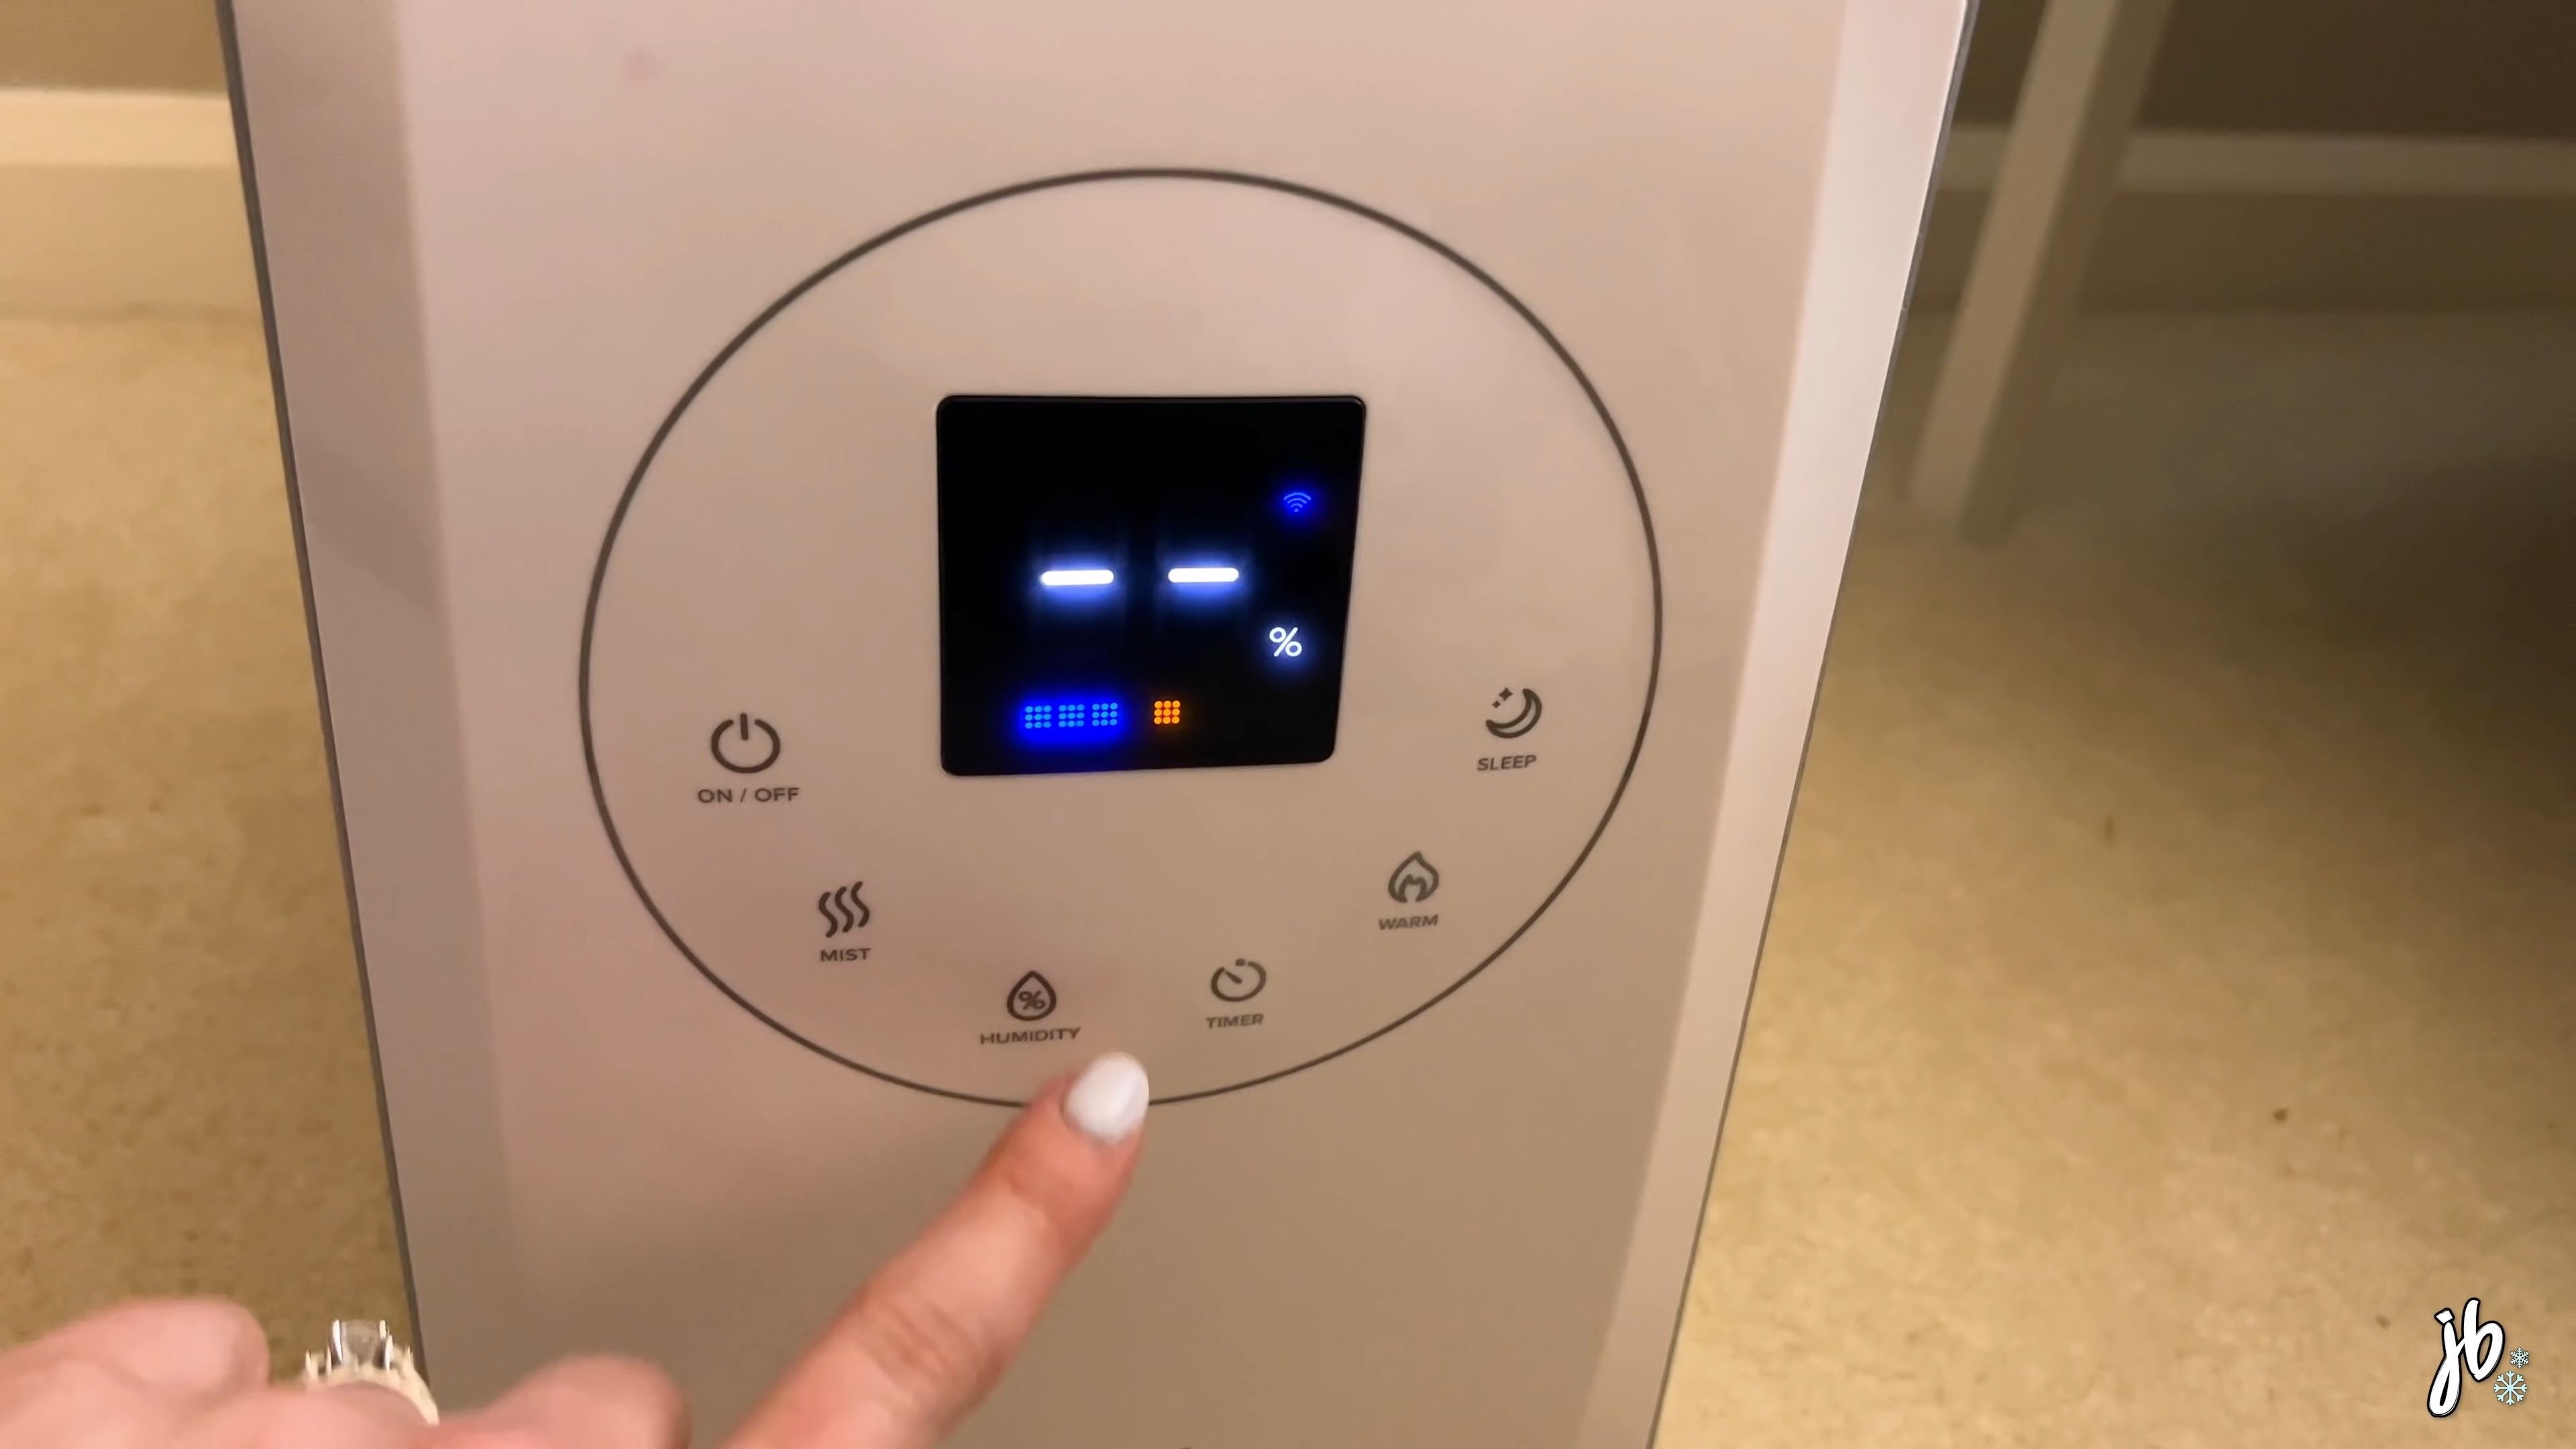 – – %
ON / OFF
SLEEP
MIST
WARM
%
HUMIDITY
TIMER
jb